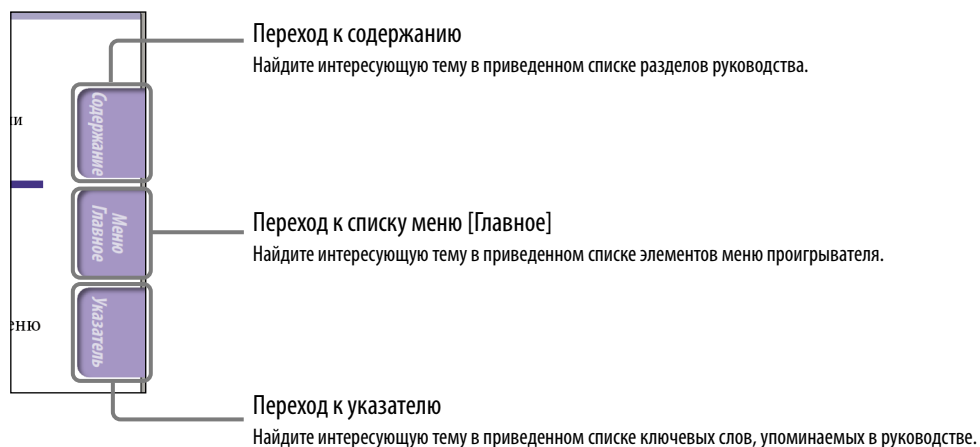 Переход к содержанию
Найдите интересующую тему в приведенном списке разделов руководства.
Содержание
и
Меню
Главное
Переход к списку меню [Главное]
Найдите интересующую тему в приведенном списке элементов меню проигрывателя.
Указатель
еню
Переход к указателю
Найдите интересующую тему в приведенном списке ключевых слов, упоминаемых в руководстве.